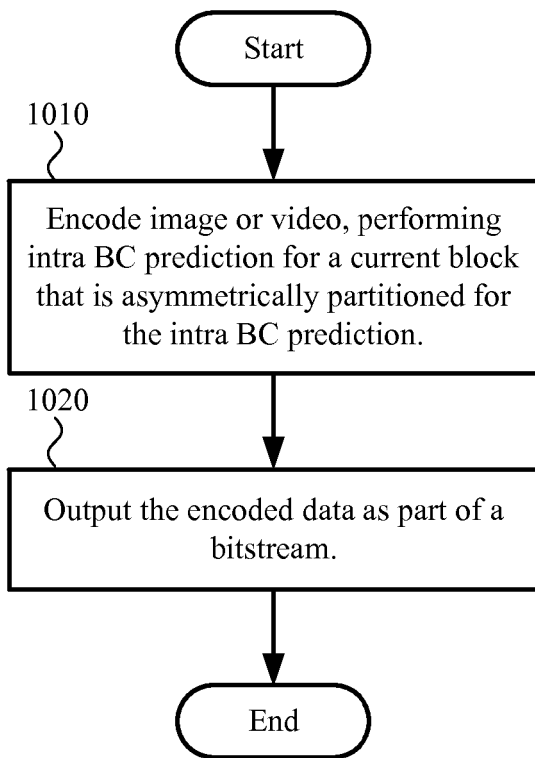 Start
1010
Encode image or video, performing
intra BC prediction for a current block
that is asymmetrically partitioned for
the intra BC prediction.
1020
Output the encoded data as part of a
bitstream.
End